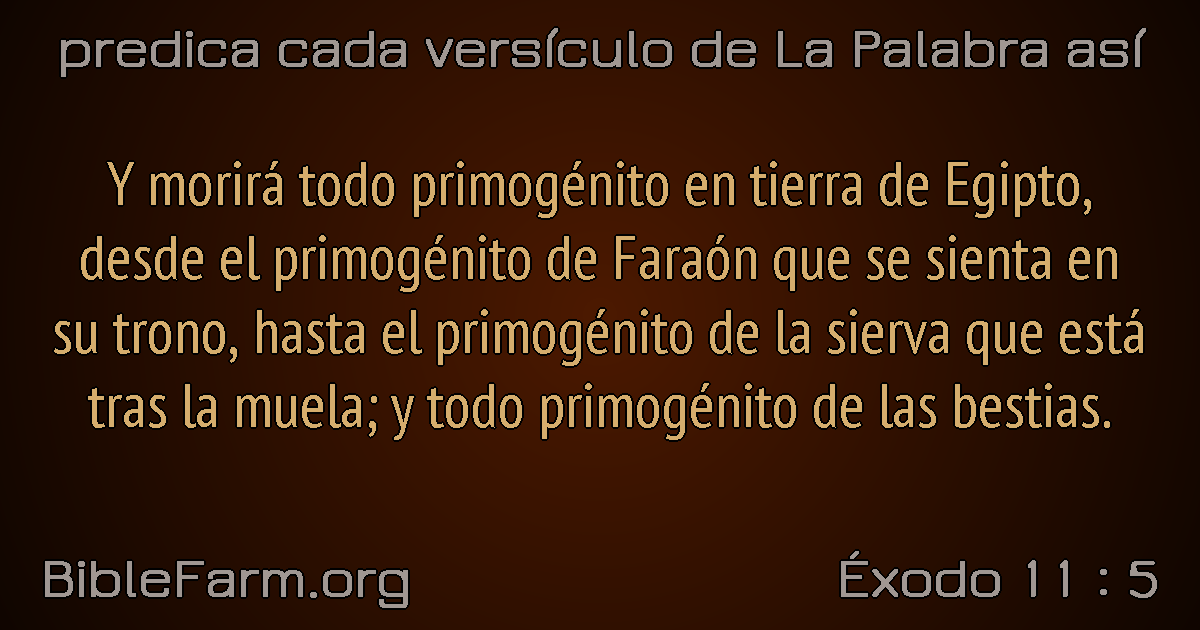 predica cada versículo de La Palabra así
Y morirá todo primogénito en tierra de Egipto,
desde el primogénito de Faraón que se sienta en
su trono, hasta el primogénito de la sierva que está
tras la muela; y todo primogénito de las bestias.
BibleFarm.org
Éxodo 11 : 5